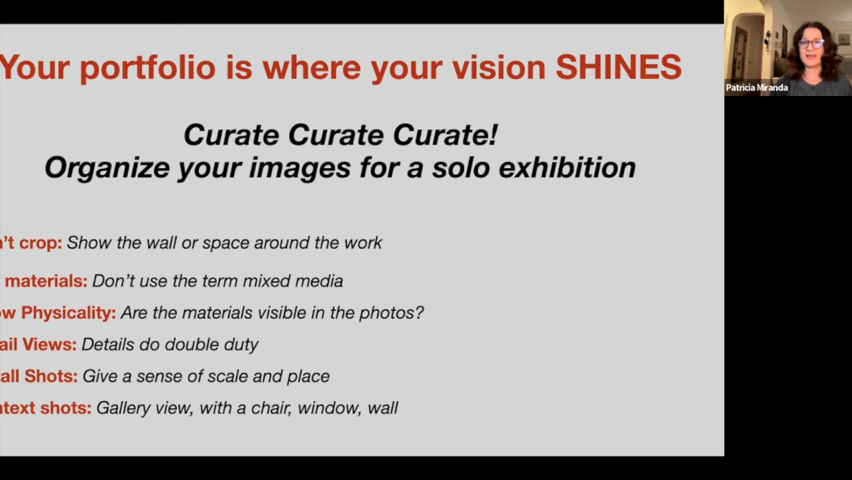 Your portfolio is where your vision SHINES
Curate Curate Curate!
Organize your images for a solo exhibition
't crop: Show the wall or space around the work
materials: Don't use the term mixed media
w Physicality: Are the materials visible in the photos?
ail Views: Details do double duty
all Shots: Give a sense of scale and place
text shots: Gallery view, with a chair, window, wall
Patricia Miranda